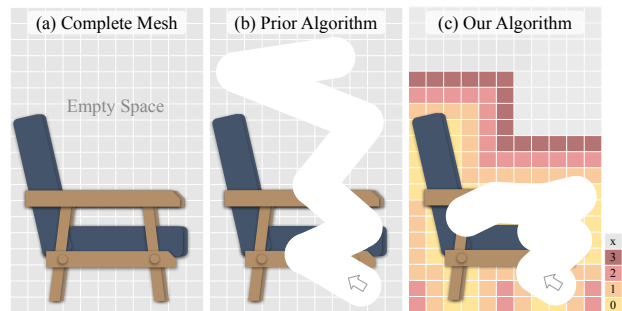 (a) Complete Mesh
(b) Prior Algorithm
(c) Our Algorithm
Empty Space
x
3
2
1
0